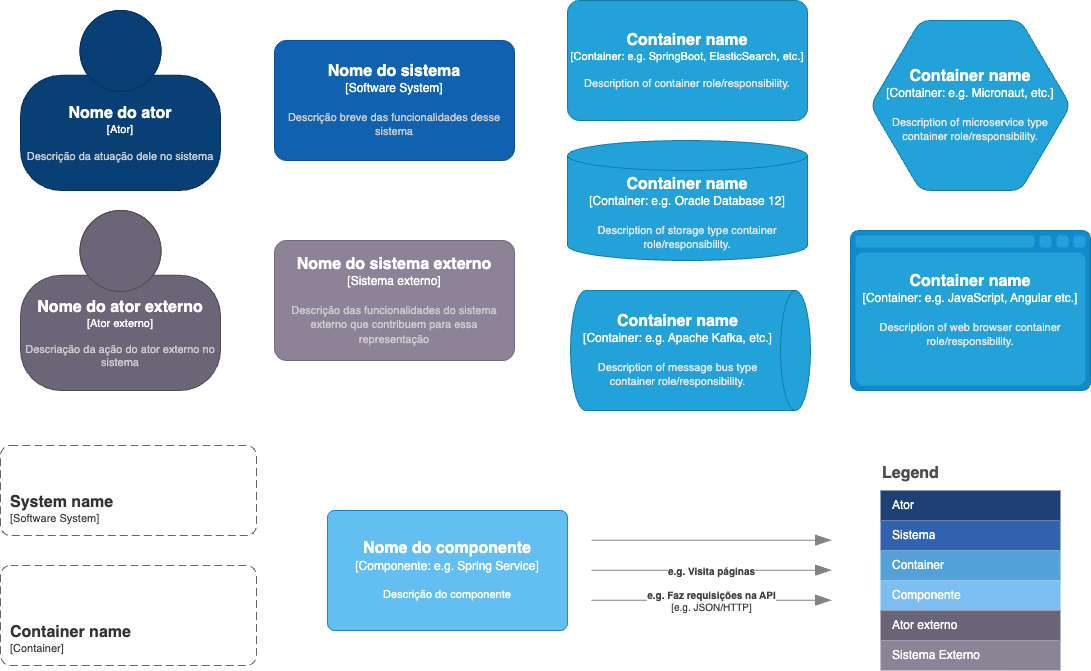 Nome do ator
[Ator]
Descrição da atuação dele no sistema
Nome do sistema
[Software System]
Descrição breve das funcionalidades desse
sistema
Container name
[Container: e.g. SpringBoot, ElasticSearch, etc.]
Description of container role/responsibility.
Container name
[Container: e.g. Micronaut, etc.]
Description of microservice type
container role/responsibility.
Container name
[Container: e.g. Oracle Database 12]
Description of storage type container
role/responsibility.
Nome do ator externo
[Ator externo]
Descriação da ação do ator externo no
sistema
Nome do sistema externo
[Sistema externo]
Descrição das funcionalidades do sistema
externo que contribuem para essa
representação
Container name
[Container: e.g. Apache Kafka, etc.]
Description of message bus type
container role/responsibility.
Container name
[Container: e.g. JavaScript, Angular etc.]
Description of web browser container
role/responsibility.
System name
[Software System]
Container name
[Container]
Nome do componente
[Componente: e.g. Spring Service]
Descrição do componente
e.g. Visita páginas
e.g. Faz requisições na API
[e.g. JSON/HTTP]
Legend
Ator
Sistema
Container
Componente
Ator externo
Sistema Externo